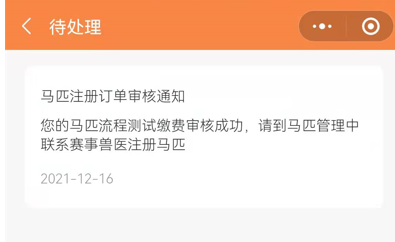 待处理
马匹注册订单审核通知
您的马匹流程测试缴费审核成功，请到马匹管理中
联系赛事兽医注册马匹
2021-12-16